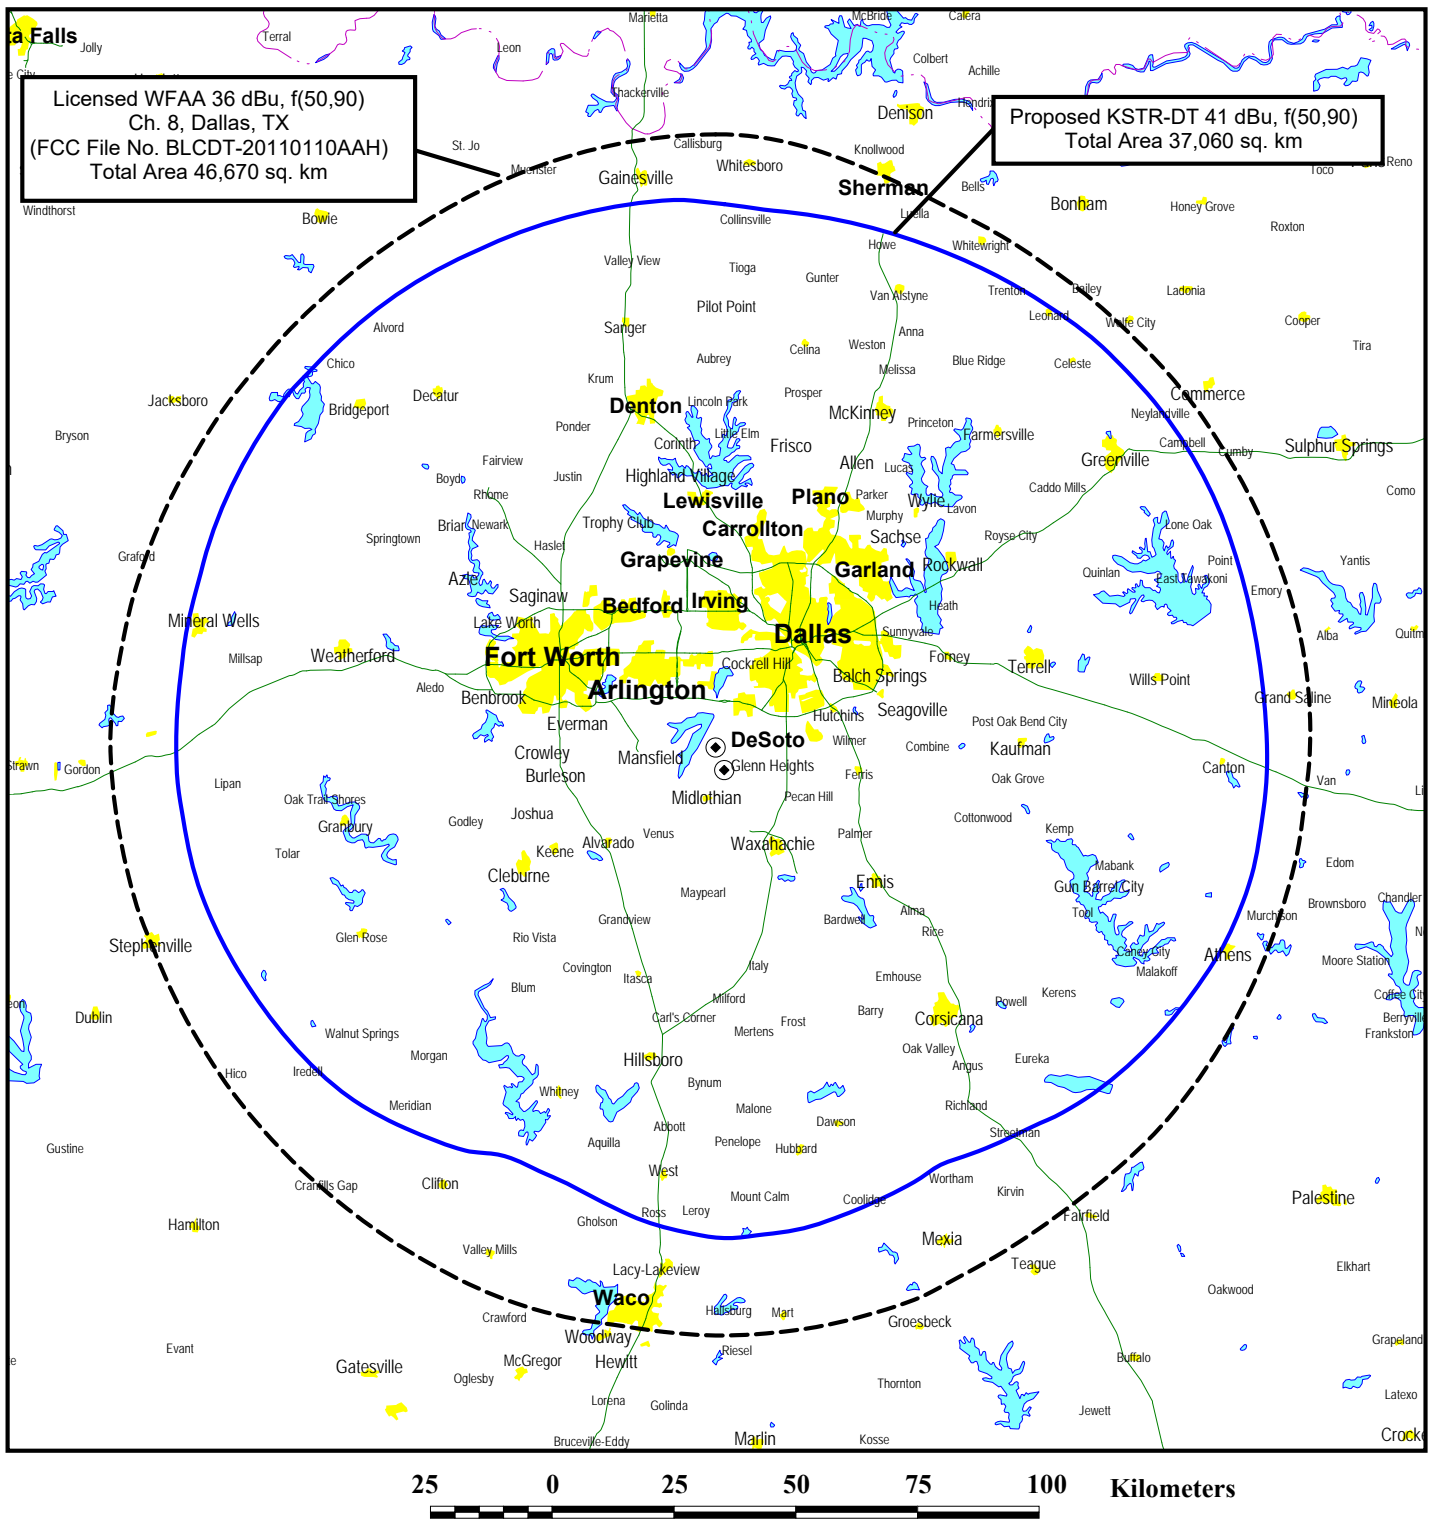 ta Falls
Jolly
Terral
Leon
Marietta
McBride
Calera
Colbert
Achille
Thackerville
Denison
Licensed WFAA 36 dBu, f(50,90)
Ch. 8, Dallas, TX
(FCC File No. BLCDT-20110110AAH)
Total Area 46,670 sq. km
Proposed KSTR-DT 41 dBu, f(50,90)
Total Area 37,060 sq. km
St. Jo
Muenster
Callisburg
Whitesboro
Knollwood
Gainesville
Sherman
Bells
Toco
Reno
Windthorst
Bowie
Collinsville
Luella
Bonham
Honey Grove
Roxton
Howe
Whitewright
Valley View
Tioga
Gunter
Van Alstyne
Trenton
Bailey
Ladonia
Pilot Point
Alvord
Sanger
Anna
Leonard
Wolfe City
Cooper
Weston
Celina
Tira
Chico
Aubrey
Melissa
Blue Ridge
Celeste
Krum
Prosper
Jacksboro
Bridgeport
Decatur
Denton
Lincoln Park
McKinney
Commerce
Neylandville
Bryson
Ponder
Corinth
Little Elm
Frisco
Princeton
Farmersville
Campbell
Cumby
Sulphur Springs
Fairview
Allen
Lucas
Greenville
Boyd
Justin
Highland Village
Rhome
Lewisville
Plano
Parker
Wylie
Lavon
Caddo Mills
Como
Briar
Newark
Trophy Club
Carrollton
Murphy
Sachse
Royse City
Lone Oak
Springtown
Haslet
Graford
Grapevine
Garland
Rockwall
Point
Yantis
Azle
Quinlan
East Tawakoni
Saginaw
Bedford
Irving
Heath
Emory
Mineral Wells
Lake Worth
Dallas
Sunnyvale
Alba
Quitm
Millsap
Weatherford
Fort Worth
Cockrell Hill
Forney
Terrell
Balch Springs
Wills Point
Aledo
Benbrook
Arlington
Grand Saline
Mineola
Everman
Hutchins
Seagoville
Post Oak Bend City
Crowley
Mansfield
DeSoto
Wilmer
Combine
Kaufman
Strawn
Gordon
Burleson
Glenn Heights
Ferris
Oak Grove
Canton
Van
Lipan
Li
Oak Trail Shores
Midlothian
Pecan Hill
Granbury
Godley
Joshua
Cottonwood
Kemp
Venus
Palmer
Tolar
Keene
Alvarado
Waxahachie
Mabank
Edom
Cleburne
Ennis
Gun Barrel City
Maypearl
Brownsboro
Chandler
Grandview
Bardwell
Alma
Tool
Murchison
Stephenville
Glen Rose
Rio Vista
Rice
N
Caney City
Athens
Covington
Italy
Malakoff
Moore Station
Blum
Itasca
Emhouse
Milford
Powell
Kerens
Coffee Cit
eon
Dublin
Carl's Corner
Frost
Barry
Corsicana
Berryville
Walnut Springs
Mertens
Frankston
Morgan
Hillsboro
Oak Valley
Eureka
Angus
Hico
Iredell
Bynum
Whitney
Meridian
Malone
Richland
Abbott
Dawson
Streetman
Gustine
Aquilla
Penelope
Hubbard
West
Cranfills Gap
Clifton
Mount Calm
Coolidge
Wortham
Kirvin
Palestine
Hamilton
Gholson
Ross
Leroy
Fairfield
Valley Mills
Mexia
Lacy-Lakeview
Teague
Elkhart
Waco
Oakwood
Crawford
Hallsburg
Mart
Groesbeck
Woodway
Grapeland
Evant
Riesel
Gatesville
McGregor
Hewitt
Buffalo
e
Oglesby
Thornton
Lorena
Golinda
Latexo
Jewett
Bruceville-Eddy
Marlin
Kosse
Crocke
25 0 25 50 75 100 Kilometers